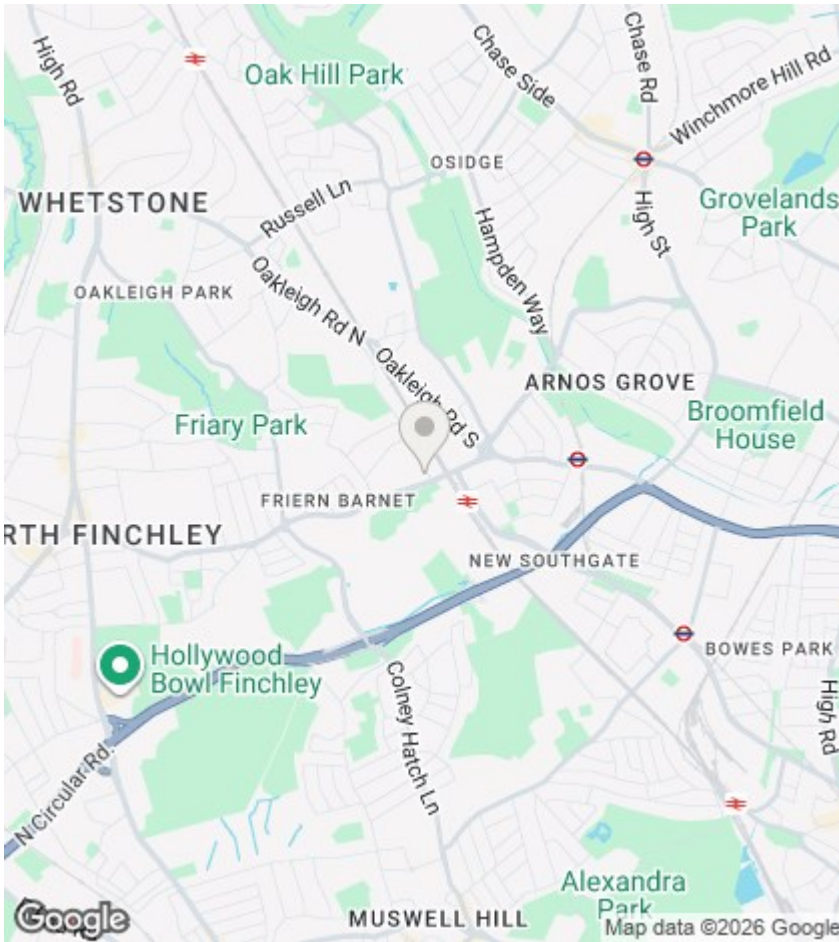 High Rd
Oak Hill Park
Chase Side
Chase Rd
Winchmore Hill Rd
OSIDGE
WHETSTONE
Russell Ln
Grovelands
Park
High St
Hampden Way
OAKLEIGH PARK
Oakleigh Rd N
Oakleigh Rd S
ARNOS GROVE
Friary Park
Broomfield
House
FRIERN BARNET
RTH FINCHLEY
NEW SOUTHGATE
Hollywood
Bowl Finchley
BOWES PARK
Colney Hatch Ln
High Rd
N Circular Rd
Alexandra
Park
MUSWELL HILL
Google
Map data ©2026 Google